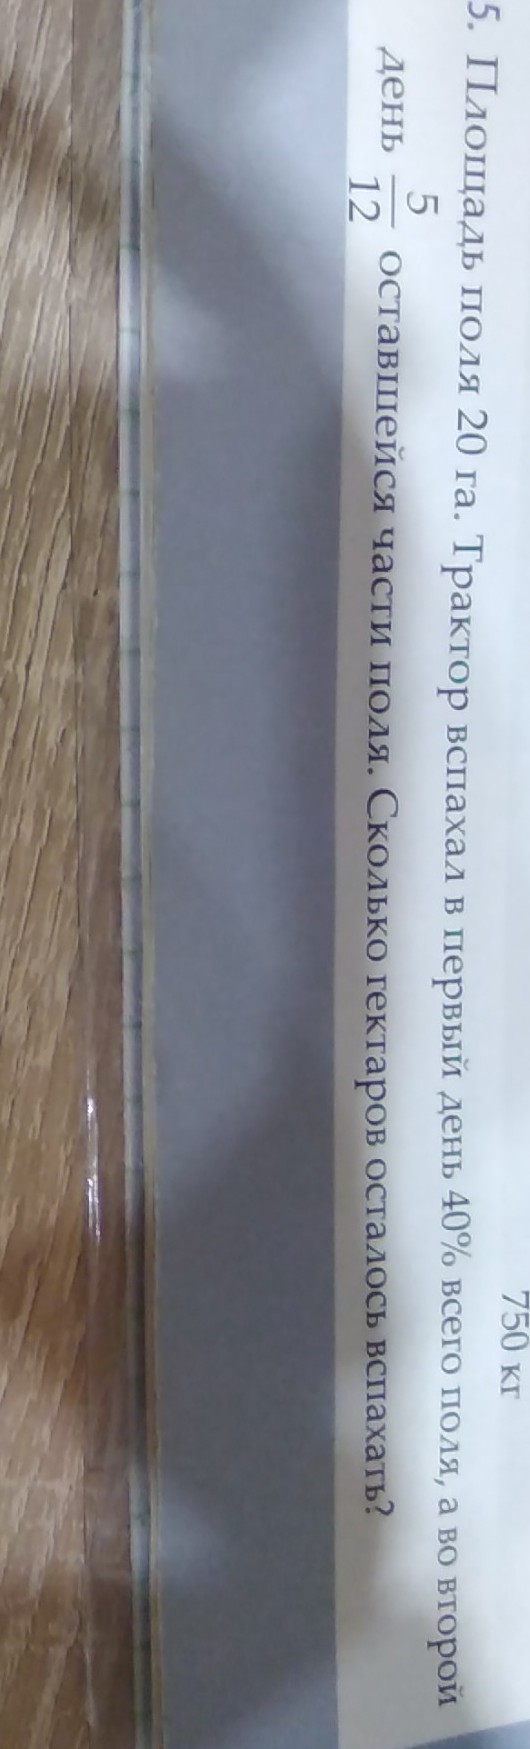 750 кг
5. Площадь поля 20 га. Трактор вспахал в первый день 40% всего поля, а во второй
день 5/12 оставшейся части поля. Сколько гектаров осталось вспахать?